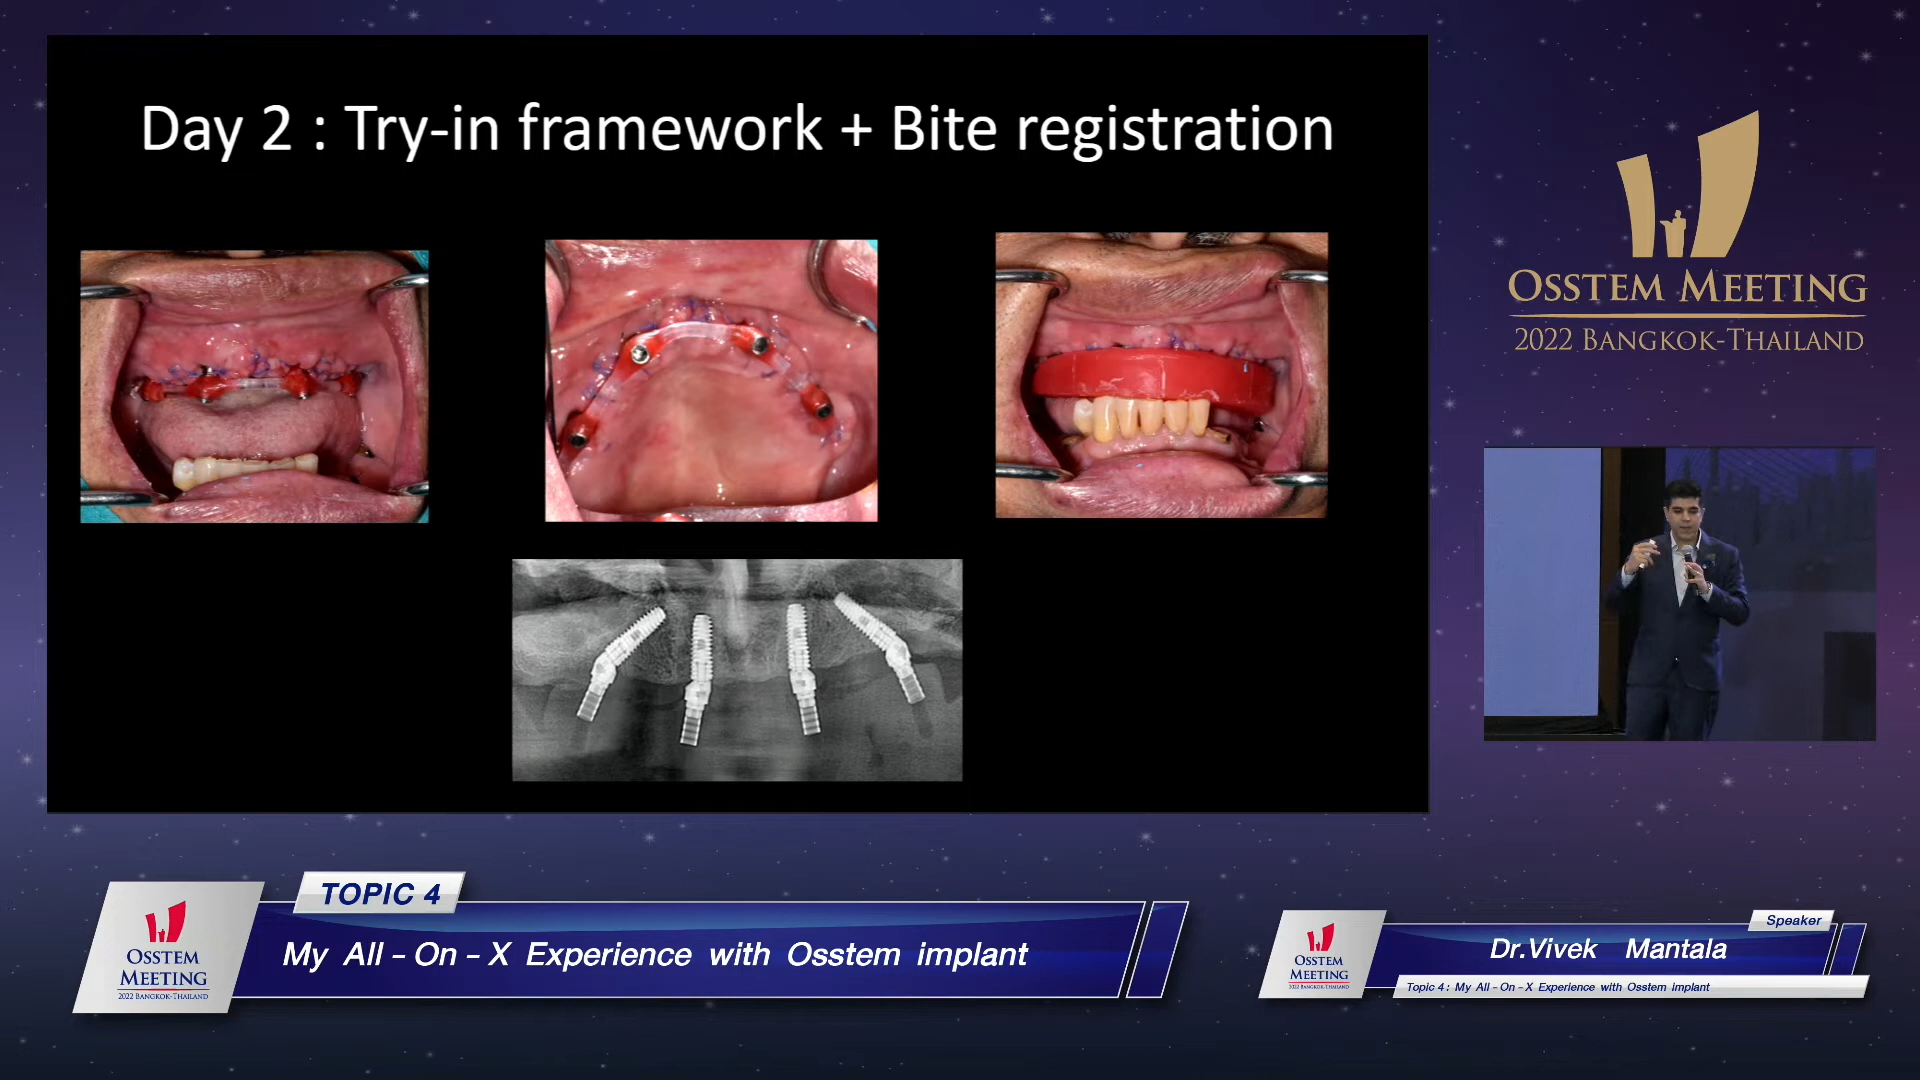 Day 2 : Try-in framework + Bite registration
OSSTEM MEETING
2022 BANGKOK-THAILAND
TOPIC 4
OSSTEM
MEETING
2022 BANGKOK-THAILAND
My All - On - X Experience with Osstem implant
Speaker
OSSTEM
MEETING
2022 BANGKOK-THAILAND
Dr.Vivek Mantala
Topic 4 : My All - On - X Experience with Osstem implant